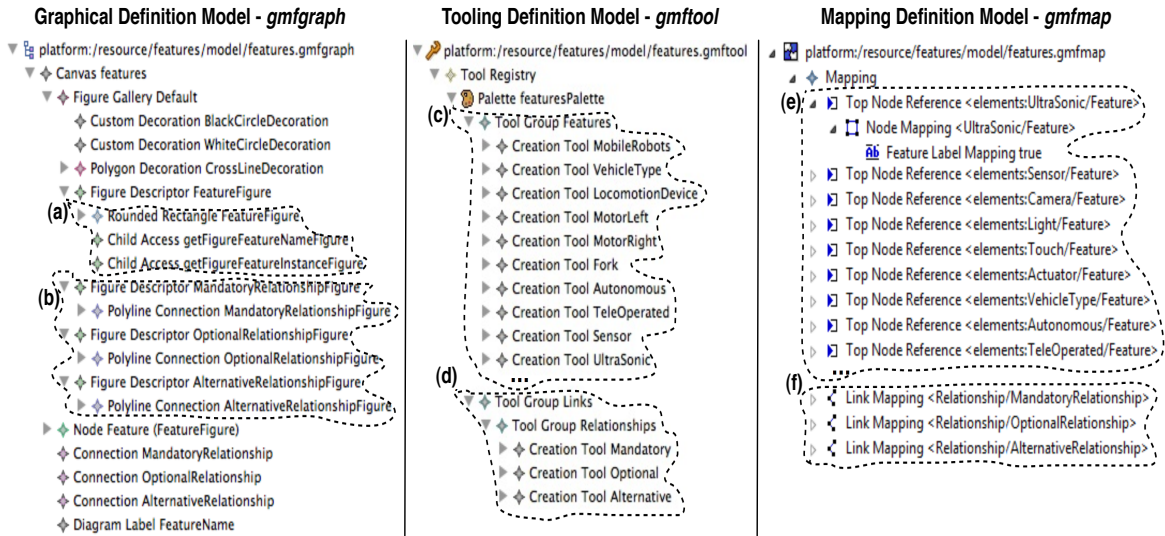 Graphical Definition Model - gmfgraph
platform:/resource/features/model/features.gmfgraph
Canvas features
Figure Gallery Default
Custom Decoration BlackCircleDecoration
Custom Decoration WhiteCircleDecoration
Polygon Decoration CrossLineDecoration
Figure Descriptor FeatureFigure
(a)
Rounded Rectangle FeatureFigure
Child Access getFigureFeatureNameFigure
Child Access getFigureFeatureInstanceFigure
(b)
Figure Descriptor MandatoryRelationshipFigure
Polyline Connection MandatoryRelationshipFigure
Figure Descriptor OptionalRelationshipFigure
Polyline Connection OptionalRelationshipFigure
Figure Descriptor AlternativeRelationshipFigure
Polyline Connection AlternativeRelationshipFigure
Node Feature (FeatureFigure)
Connection MandatoryRelationship
Connection OptionalRelationship
Connection AlternativeRelationship
Diagram Label FeatureName
Tooling Definition Model - gmftool
platform:/resource/features/model/features.gmftool
Tool Registry
Palette featuresPalette
(c)
Tool Group Features
Creation Tool MobileRobots
Creation Tool VehicleType
Creation Tool LocomotionDevice
Creation Tool MotorLeft
Creation Tool MotorRight
Creation Tool Fork
Creation Tool Autonomous
Creation Tool TeleOperated
Creation Tool Sensor
Creation Tool UltraSonic
...
(d)
Tool Group Links
Tool Group Relationships
Creation Tool Mandatory
Creation Tool Optional
Creation Tool Alternative
Mapping Definition Model - gmfmap
platform:/resource/features/model/features.gmfmap
Mapping
(e)
Top Node Reference <elements:UltraSonic/Feature>
Node Mapping <UltraSonic/Feature>
Ab Feature Label Mapping true
Top Node Reference <elements:Sensor/Feature>
Top Node Reference <elements:Camera/Feature>
Top Node Reference <elements:Light/Feature>
Top Node Reference <elements:Touch/Feature>
Top Node Reference <elements:Actuator/Feature>
Top Node Reference <elements:VehicleType/Feature>
Top Node Reference <elements:Autonomous/Feature>
Top Node Reference <elements:TeleOperated/Feature>
...
(f)
Link Mapping <Relationship/MandatoryRelationship>
Link Mapping <Relationship/OptionalRelationship>
Link Mapping <Relationship/AlternativeRelationship>